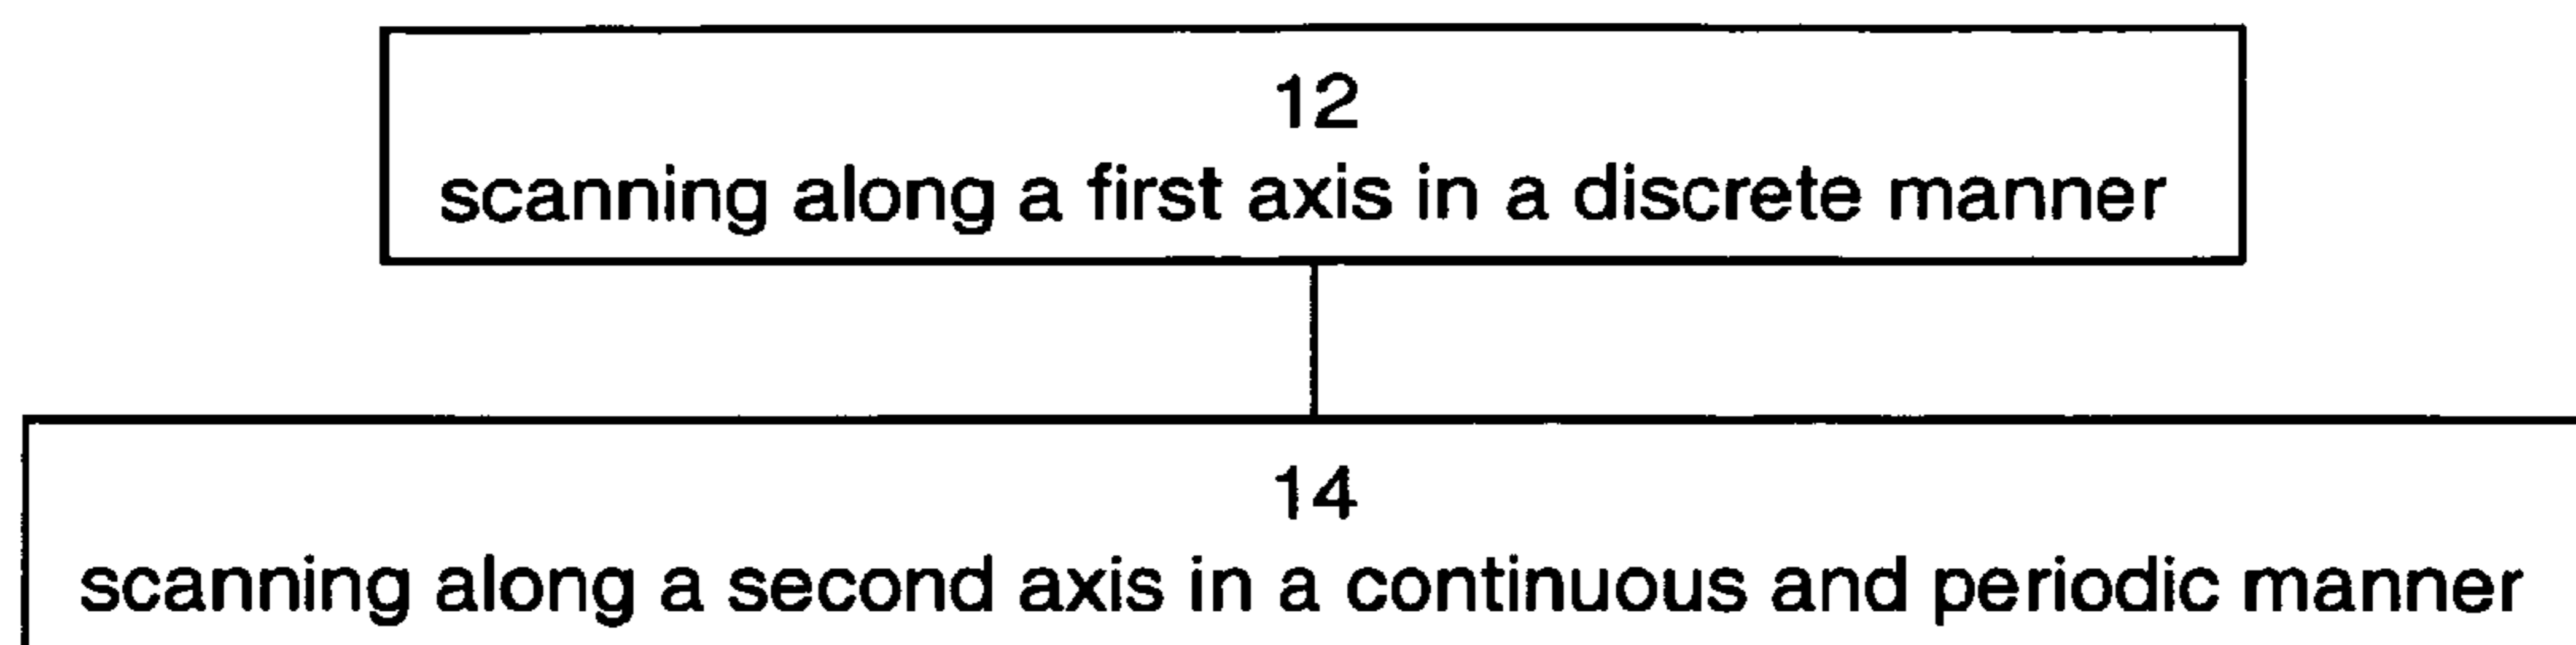 12
scanning along a first axis in a discrete manner
14
scanning along a second axis in a continuous and periodic manner